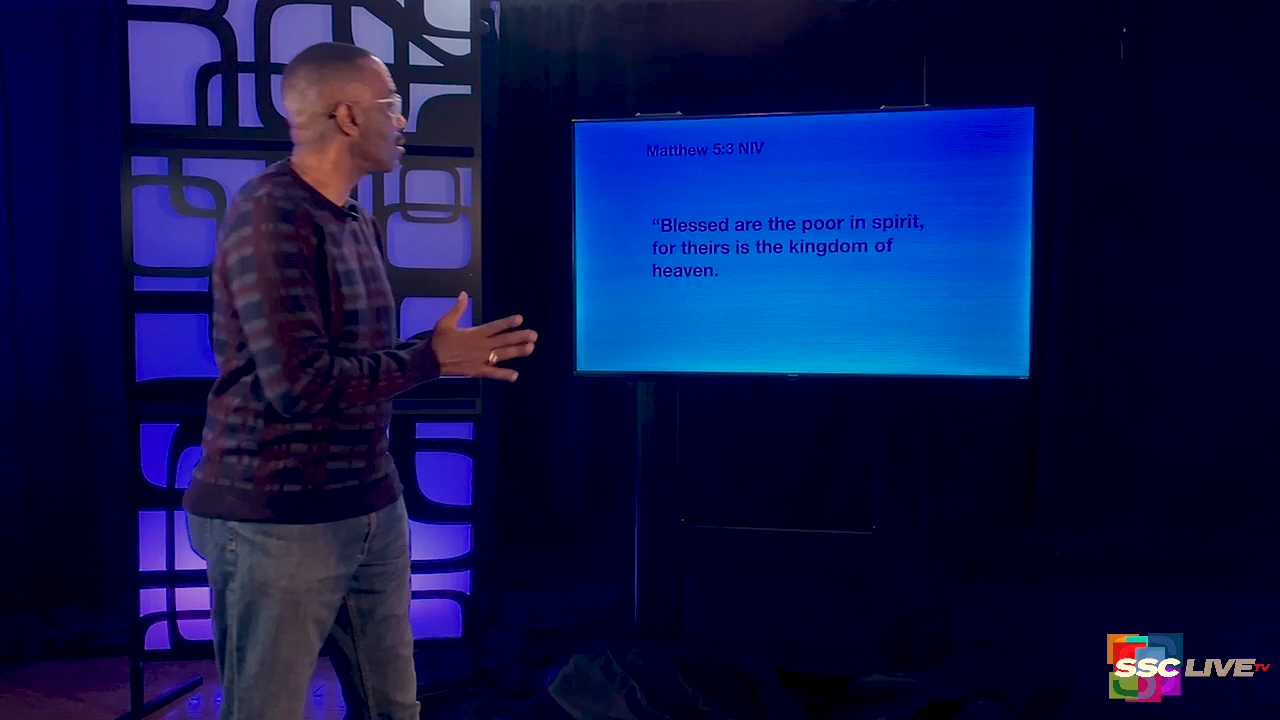 Matthew 5:3 NIV
“Blessed are the poor in spirit,
for theirs is the kingdom of
heaven.
SSC LIVE TV